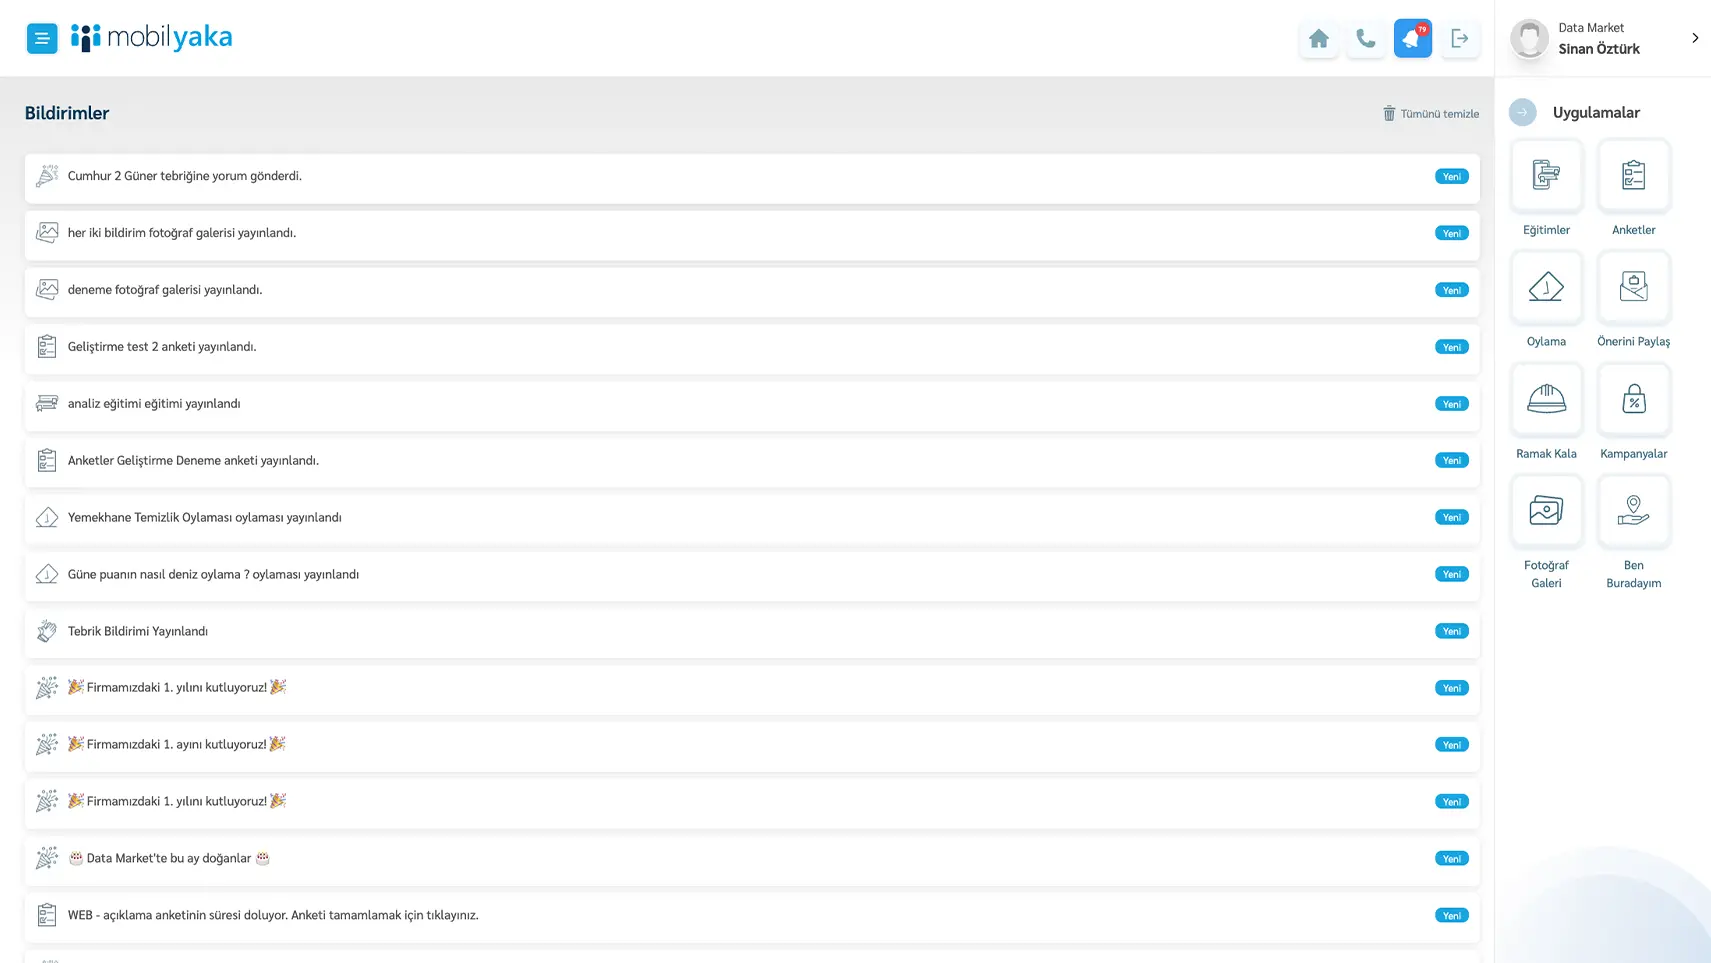 mobilyaka
79
Data Market
Sinan Öztürk
Bildirimler
Tümünü temizle
Cumhur 2 Güner tebriğine yorum gönderdi.
Yeni
her iki bildirim fotoğraf galerisi yayınlandı.
Yeni
deneme fotoğraf galerisi yayınlandı.
Yeni
Geliştirme test 2 anketi yayınlandı.
Yeni
analiz eğitimi eğitimi yayınlandı
Yeni
Anketler Geliştirme Deneme anketi yayınlandı.
Yeni
Yemekhane Temizlik Oylaması oylaması yayınlandı
Yeni
Güne puanın nasıl deniz oylama ? oylaması yayınlandı
Yeni
Tebrik Bildirimi Yayınlandı
Yeni
🎉 Firmamızdaki 1. yılını kutluyoruz! 🎉
Yeni
🎉 Firmamızdaki 1. ayını kutluyoruz! 🎉
Yeni
🎉 Firmamızdaki 1. yılını kutluyoruz! 🎉
Yeni
🎂 Data Market'te bu ay doğanlar 🎂
Yeni
WEB - açıklama anketinin süresi doluyor. Anketi tamamlamak için tıklayınız.
Yeni
Uygulamalar
Eğitimler
Anketler
Oylama
Önerini Paylaş
Ramak Kala
Kampanyalar
Fotoğraf
Galeri
Ben
Buradayım